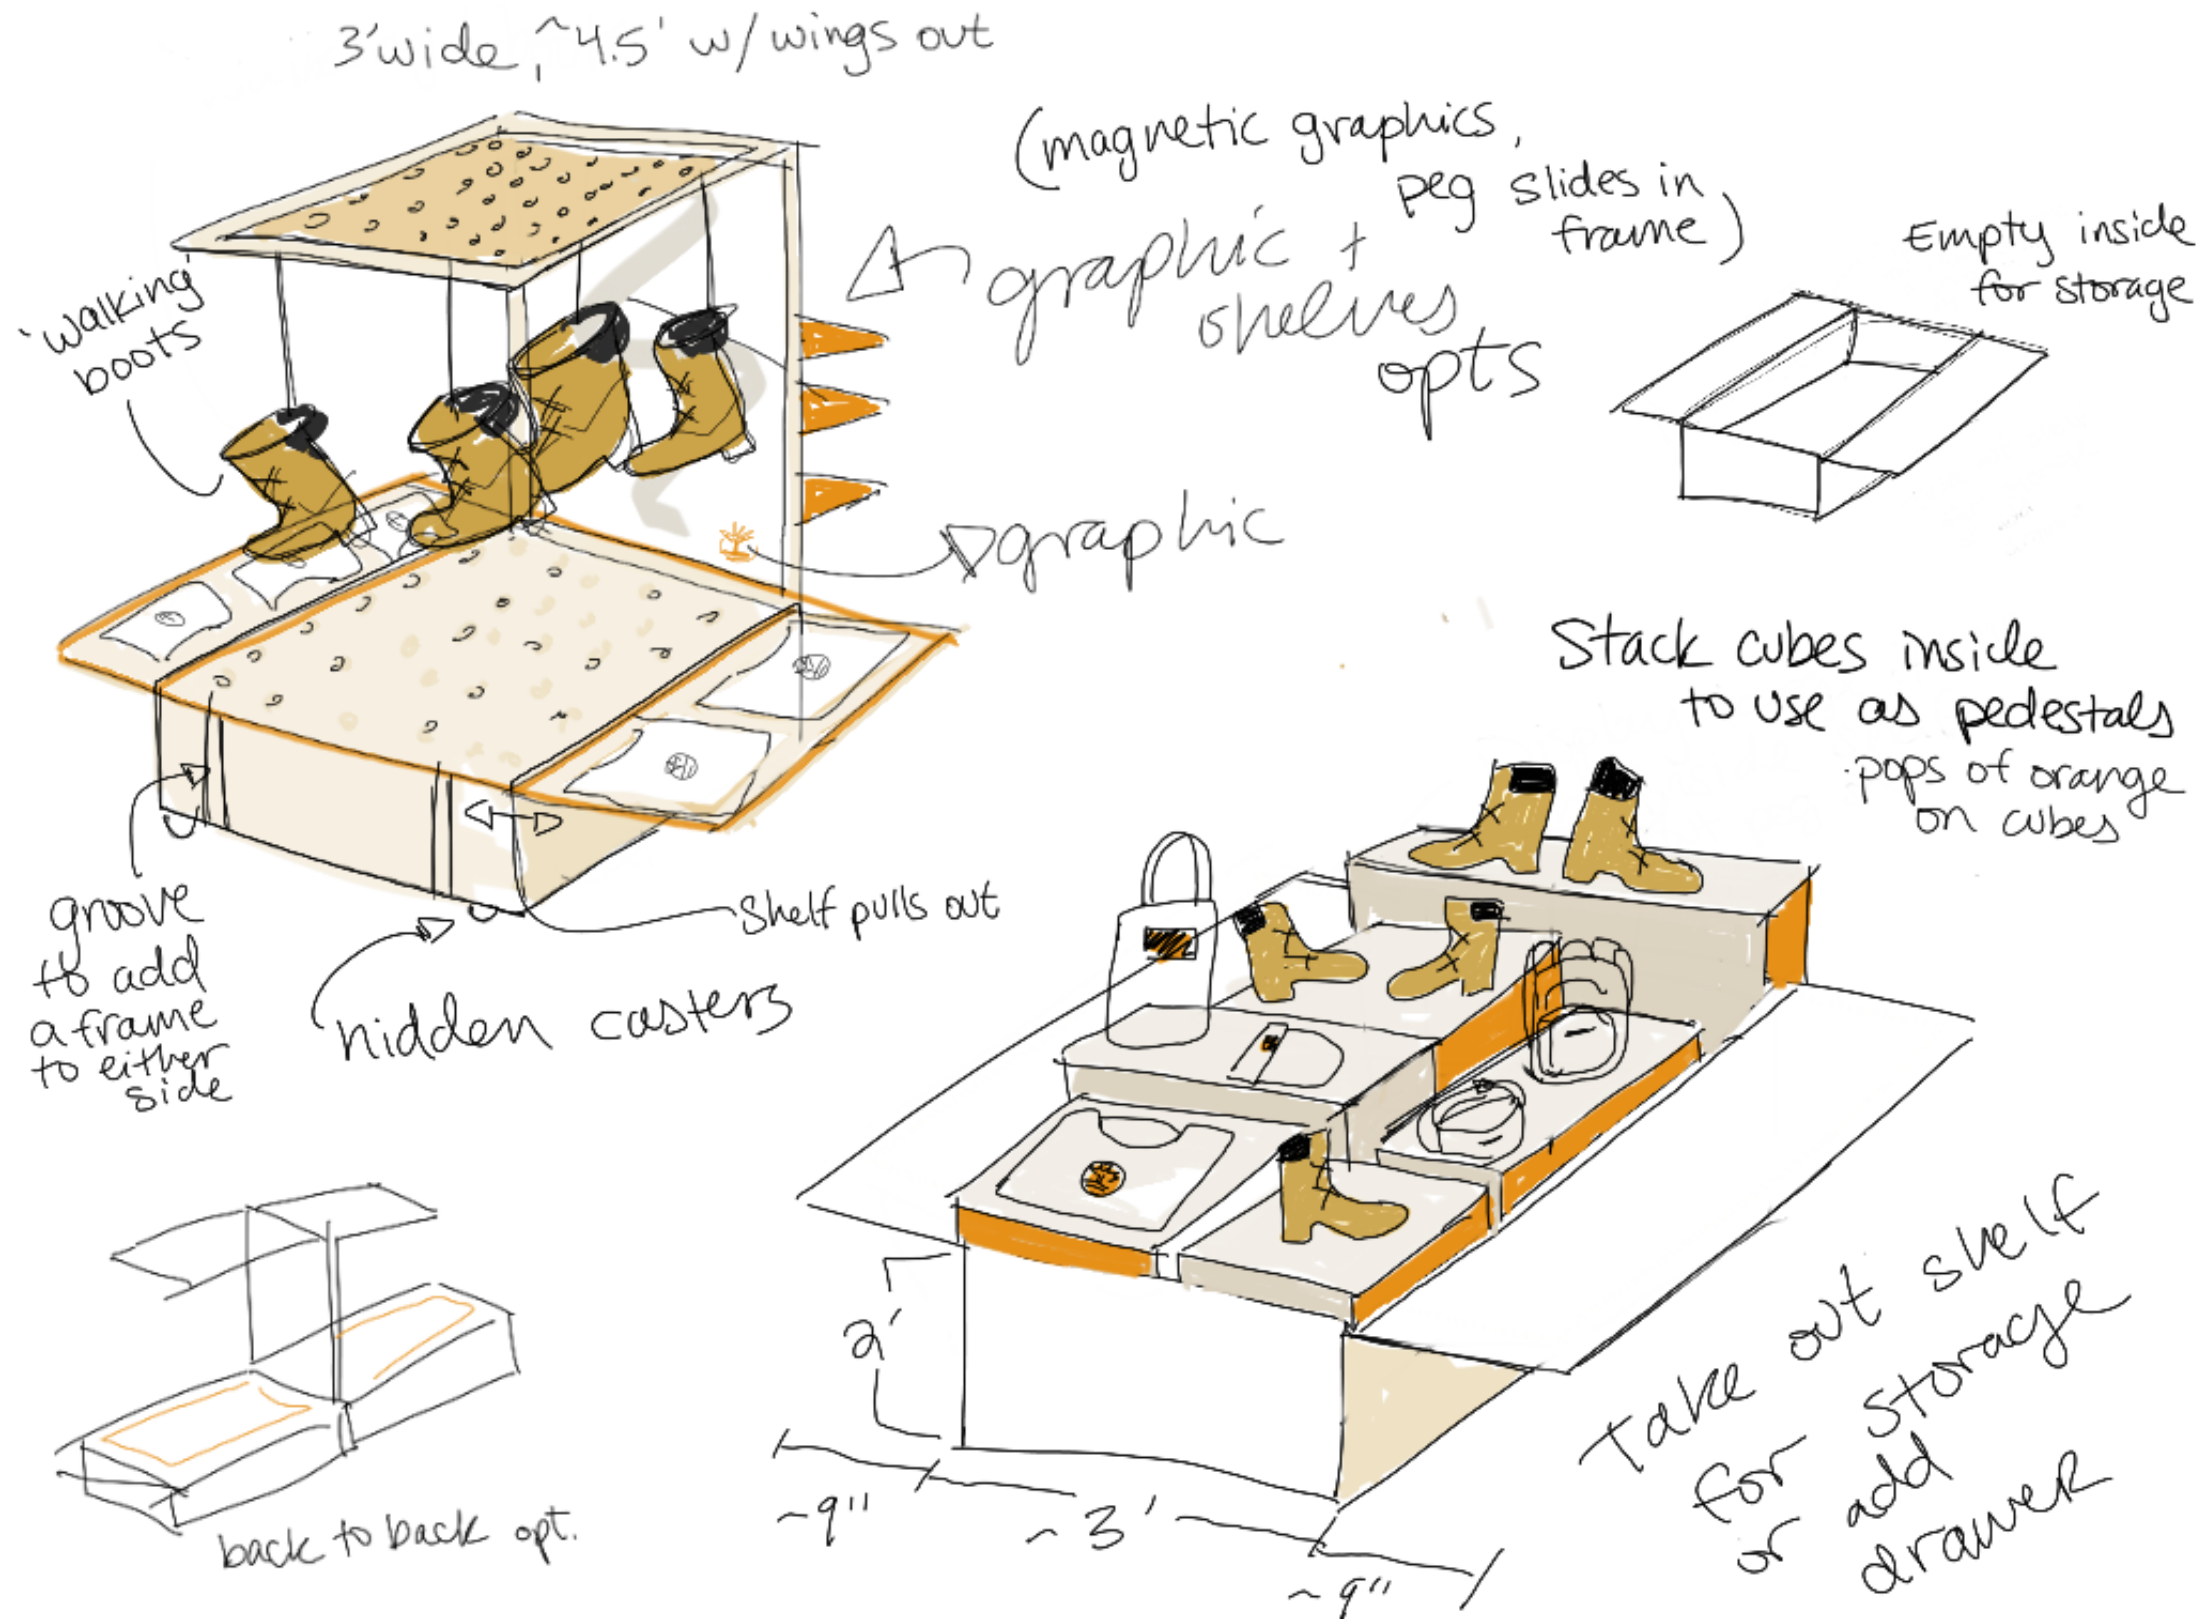 3'wide, ~4.5' w/wings out
(magnetic graphics,
peg slides in
frame)
graphic +
shelves
opts
Empty inside
for storage
'walking'
boots
graphic
Stack cubes inside
to use as pedestals
·pops of orange
on cubes
groove
to add
a frame
to either
side
Shelf pulls out
hidden casters
back to back opt.
2'
~9"
~3'
~9"
Take out shelf
for storage
or add
drawer